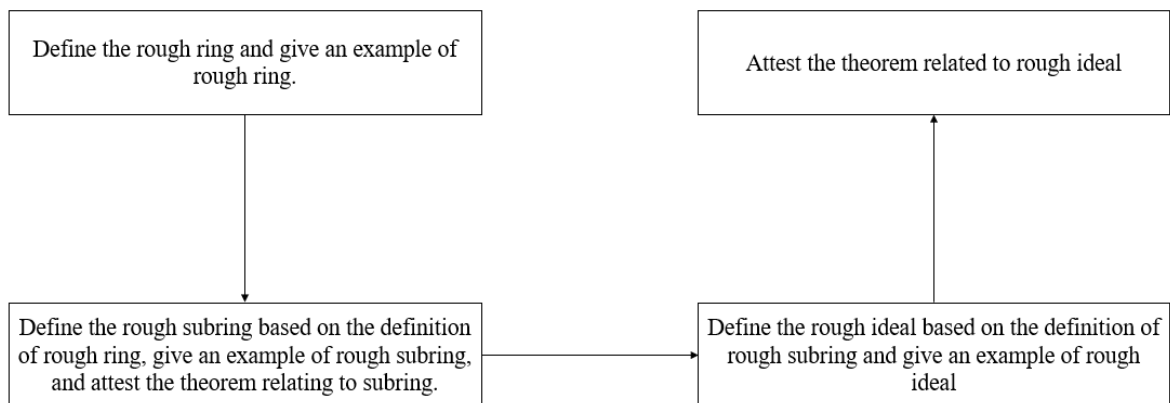 Define the rough ring and give an example of
rough ring.
Define the rough subring based on the definition
of rough ring, give an example of rough subring,
and attest the theorem relating to subring.
Define the rough ideal based on the definition of
rough subring and give an example of rough
ideal
Attest the theorem related to rough ideal